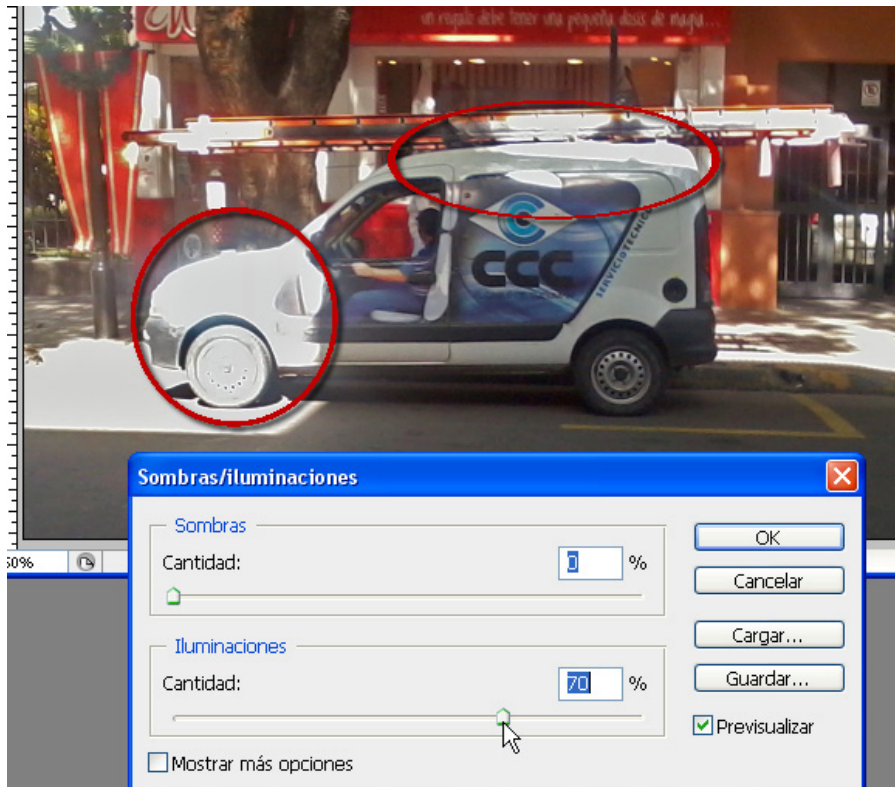 un regalo debe tener una pequeña dosis de magia...
CCC
SERVICIO TECNICO
50%
Sombras/iluminaciones
Sombras
Cantidad:
0
%
Iluminaciones
Cantidad:
70
%
Mostrar más opciones
OK
Cancelar
Cargar...
Guardar...
Previsualizar